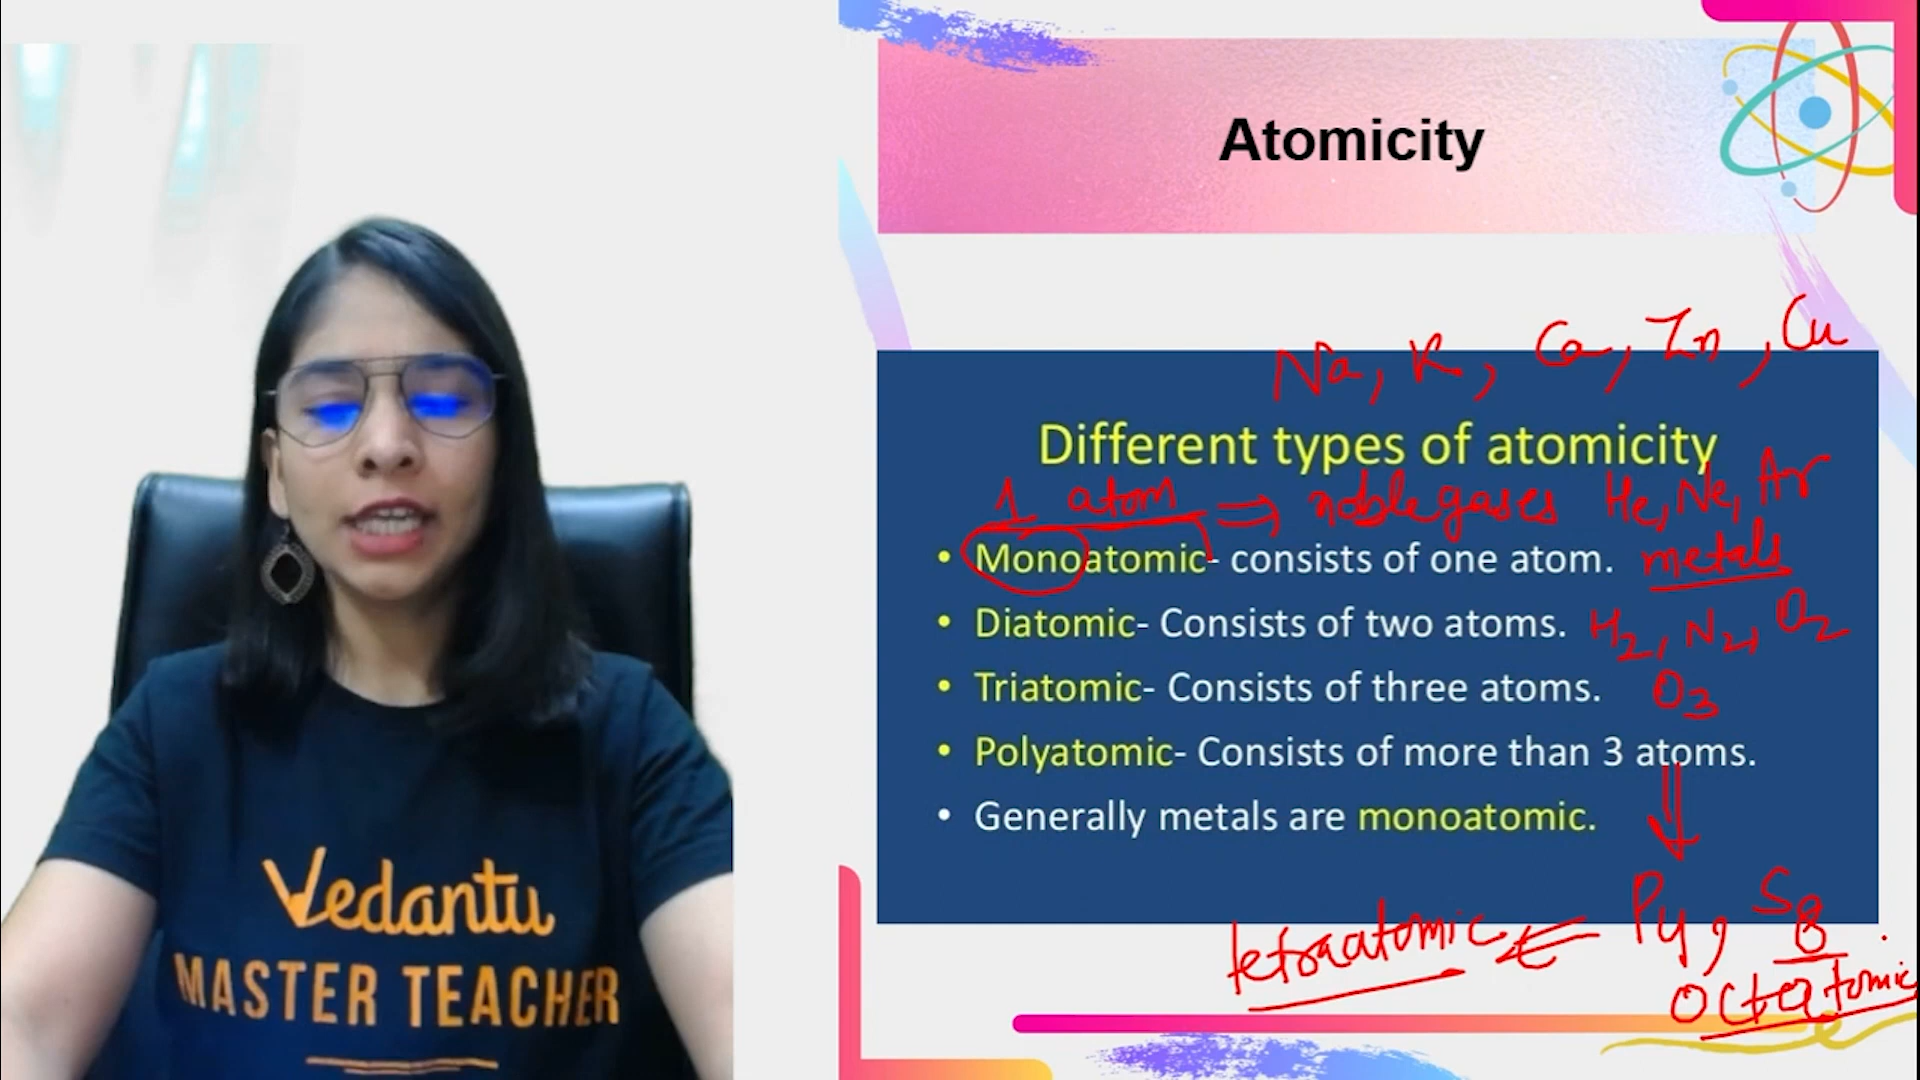 Atomicity
Na, K, Ca, Zn, Cu
Different types of atomicity
1 atom ⇒ noble gases He, Ne, Ar
• Monoatomic- consists of one atom. metals
• Diatomic- Consists of two atoms. H2, N2, O2
• Triatomic- Consists of three atoms. O3
• Polyatomic- Consists of more than 3 atoms.
• Generally metals are monoatomic.
⇓
tetraatomic ⇐ P4, S8
octatomic
Vedantu
MASTER TEACHER